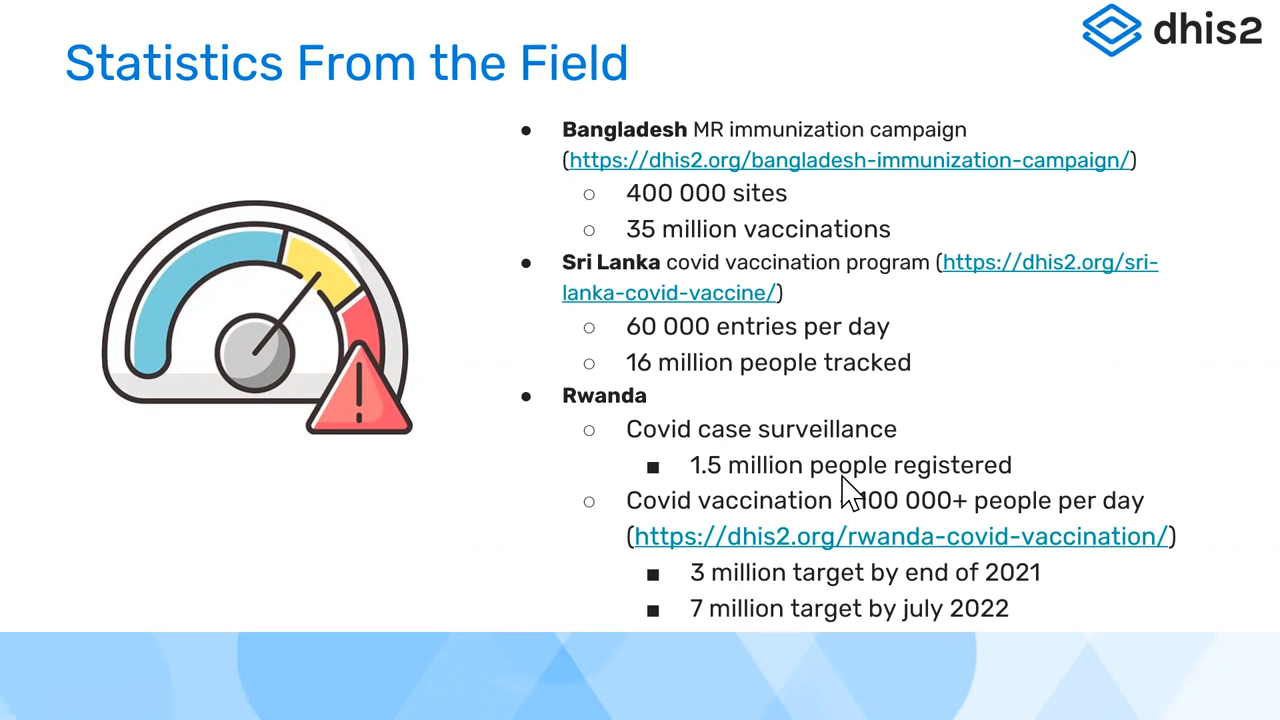 dhis2
Statistics From the Field
● Bangladesh MR immunization campaign
(https://dhis2.org/bangladesh-immunization-campaign/)
○ 400 000 sites
○ 35 million vaccinations
● Sri Lanka covid vaccination program (https://dhis2.org/sri-
lanka-covid-vaccine/)
○ 60 000 entries per day
○ 16 million people tracked
● Rwanda
○ Covid case surveillance
■ 1.5 million people registered
○ Covid vaccination 100 000+ people per day
(https://dhis2.org/rwanda-covid-vaccination/)
■ 3 million target by end of 2021
■ 7 million target by july 2022